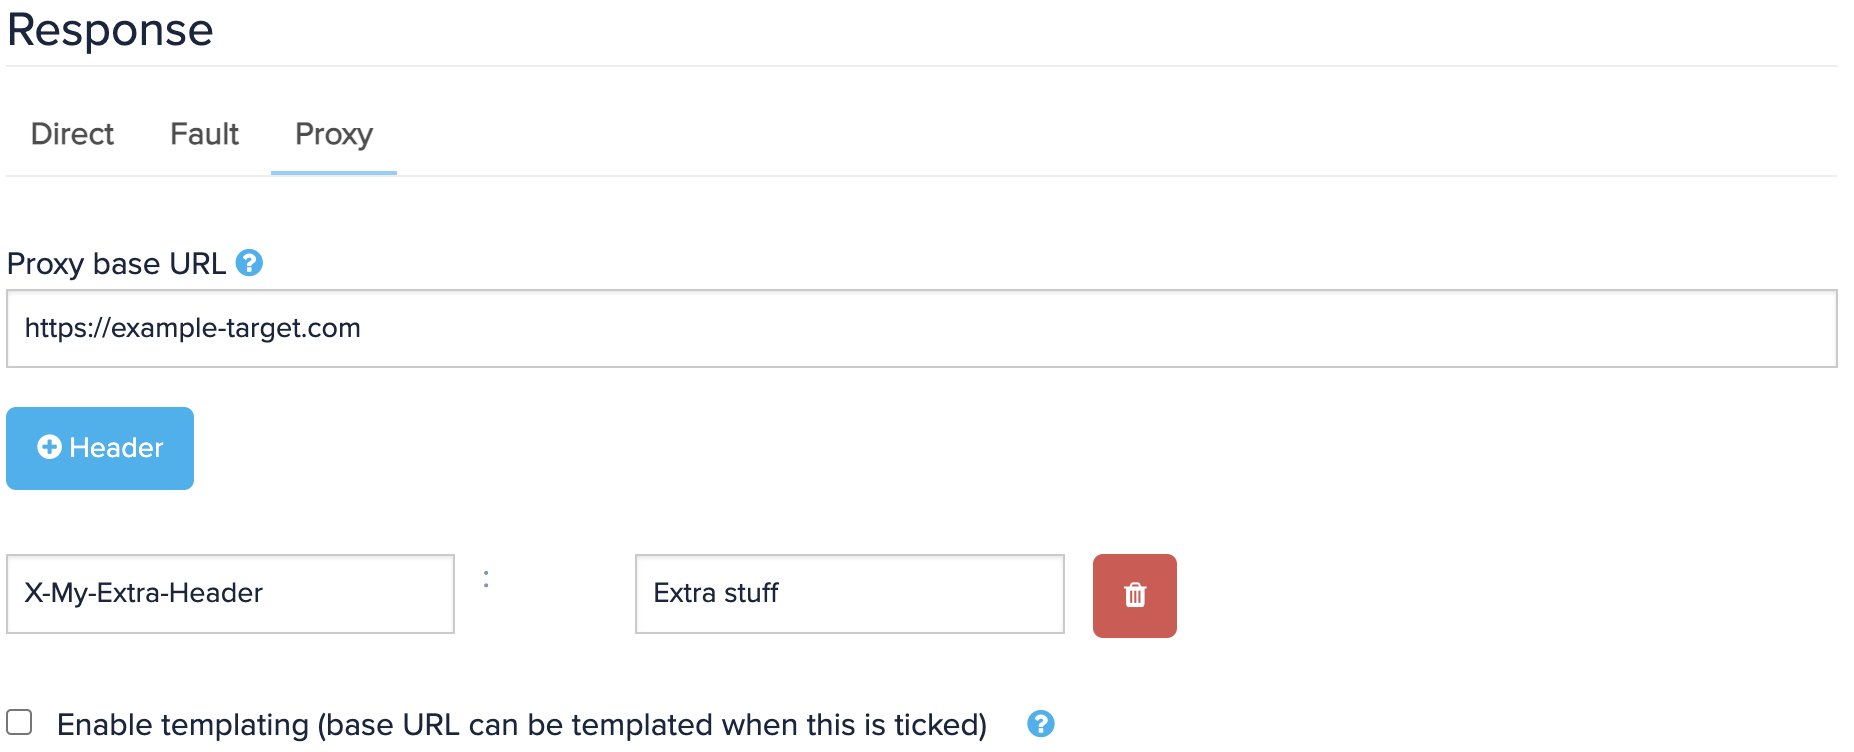 Response
Direct Fault Proxy
Proxy base URL ?
https://example-target.com
Header
X-My-Extra-Header : Extra stuff
Enable templating (base URL can be templated when this is ticked) ?